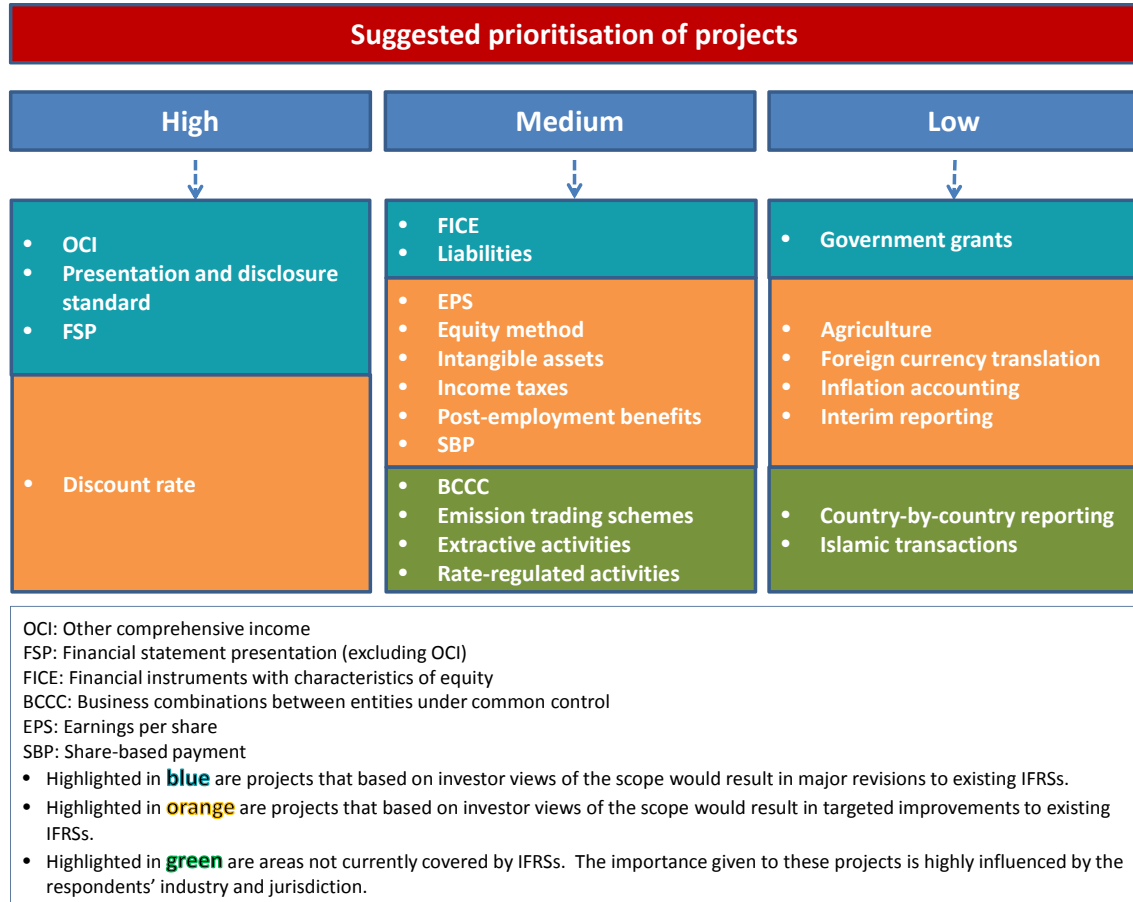 Suggested prioritisation of projects
High
Medium
Low
• OCI
• Presentation and disclosure
standard
• FSP
• Discount rate
• FICE
• Liabilities
• EPS
• Equity method
• Intangible assets
• Income taxes
• Post-employment benefits
• SBP
• BCCC
• Emission trading schemes
• Extractive activities
• Rate-regulated activities
• Government grants
• Agriculture
• Foreign currency translation
• Inflation accounting
• Interim reporting
• Country-by-country reporting
• Islamic transactions
OCI: Other comprehensive income
FSP: Financial statement presentation (excluding OCI)
FICE: Financial instruments with characteristics of equity
BCCC: Business combinations between entities under common control
EPS: Earnings per share
SBP: Share-based payment
• Highlighted in blue are projects that based on investor views of the scope would result in major revisions to existing IFRSs.
• Highlighted in orange are projects that based on investor views of the scope would result in targeted improvements to existing
IFRSs.
• Highlighted in green are areas not currently covered by IFRSs. The importance given to these projects is highly influenced by the
respondents' industry and jurisdiction.